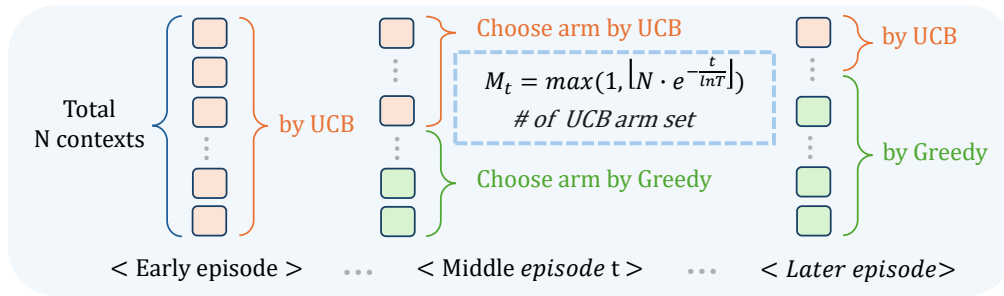 Total
N contexts
by UCB
Choose arm by UCB
M_t = max(1, ⌊N · e^{-\frac{t}{lnT}}⌋)
# of UCB arm set
Choose arm by Greedy
by UCB
by Greedy
< Early episode > ... < Middle episode t > ... < Later episode>